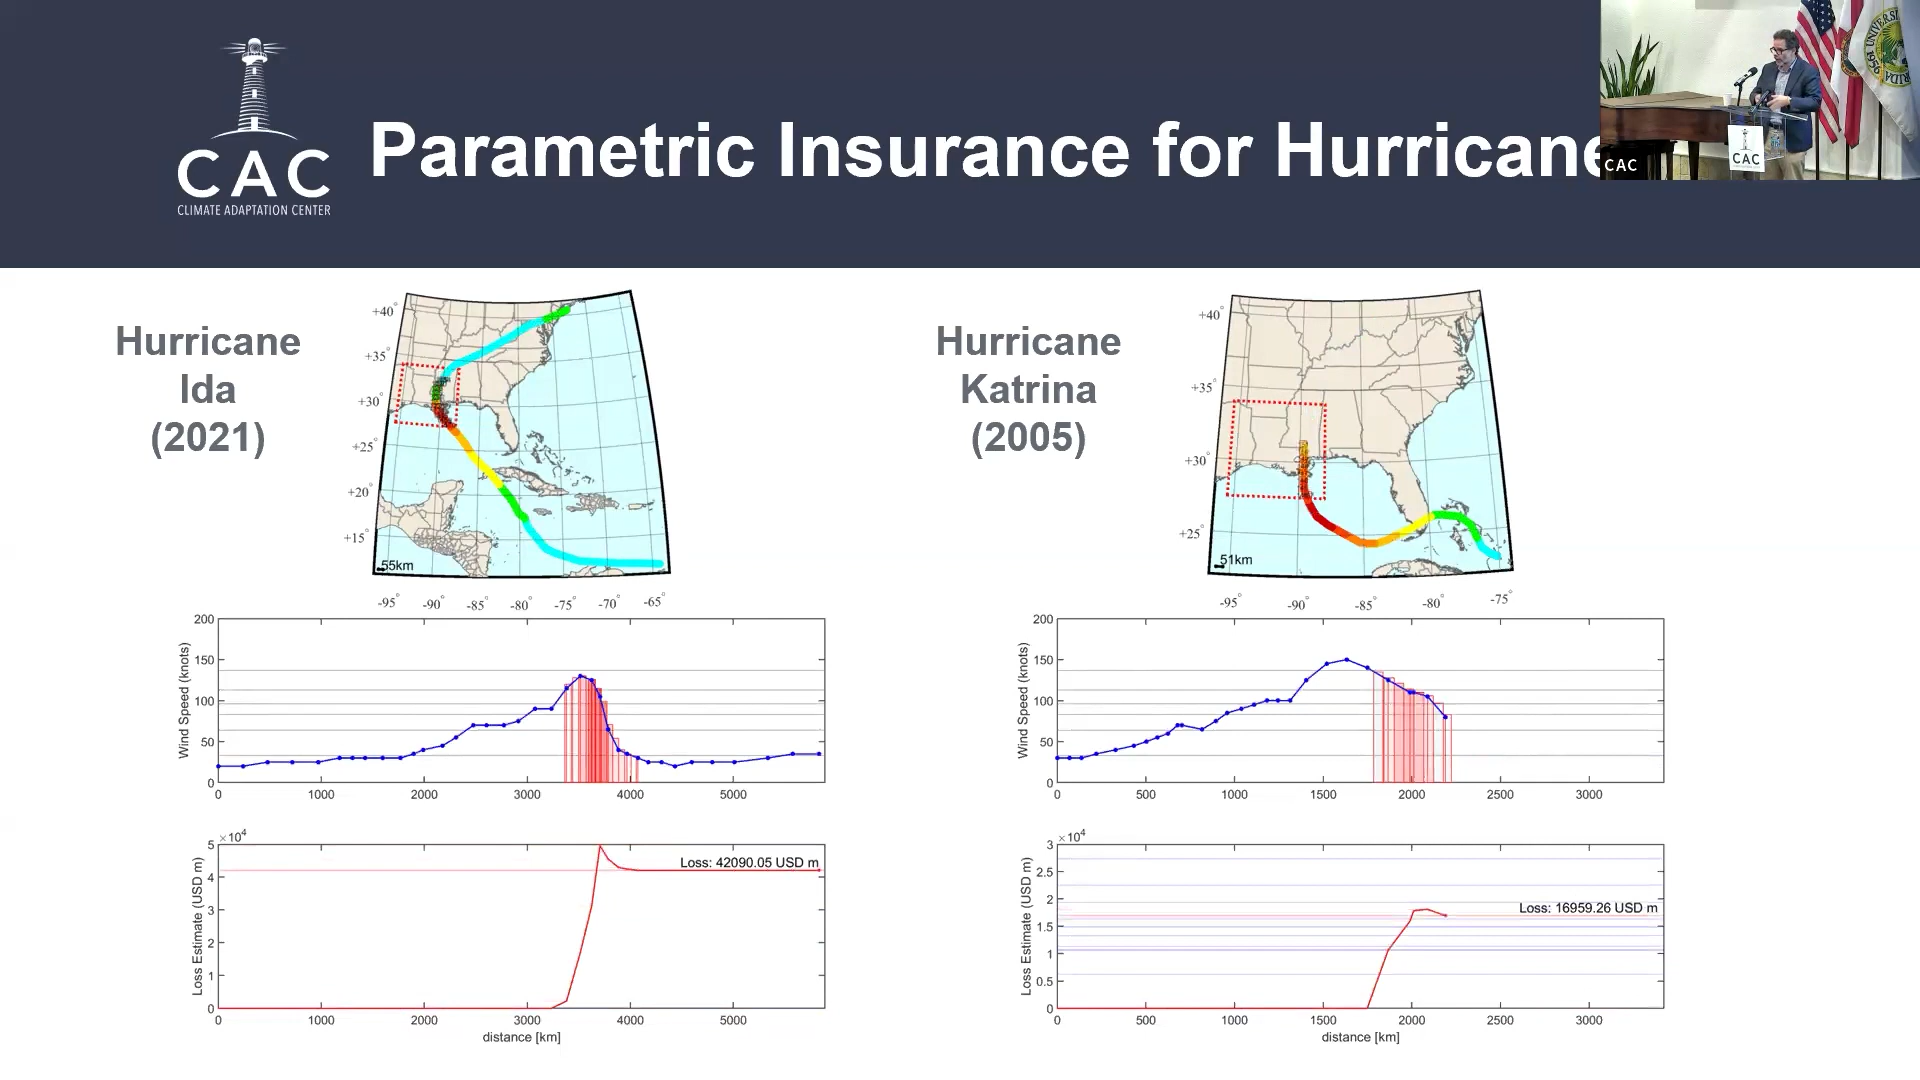 CAC
CLIMATE ADAPTATION CENTER
Parametric Insurance for Hurricane
CAC
CAC
Hurricane
Ida
(2021)
+40°
+35°
+30°
+25°
+20°
+15°
55km
-95° -90° -85° -80° -75° -70° -65°
Hurricane
Katrina
(2005)
+40°
+35°
+30°
+25°
51km
-95° -90° -85° -80° -75°
Wind Speed (knots)
200
150
100
50
0
0 1000 2000 3000 4000 5000
Wind Speed (knots)
200
150
100
50
0
0 500 1000 1500 2000 2500 3000
Loss Estimate (USD m)
×10⁴
5
4
3
2
1
0
Loss: 42090.05 USD m
0 1000 2000 3000 4000 5000
distance [km]
Loss Estimate (USD m)
×10⁴
3
2.5
2
1.5
1
0.5
0
Loss: 16959.26 USD m
0 500 1000 1500 2000 2500 3000
distance [km]